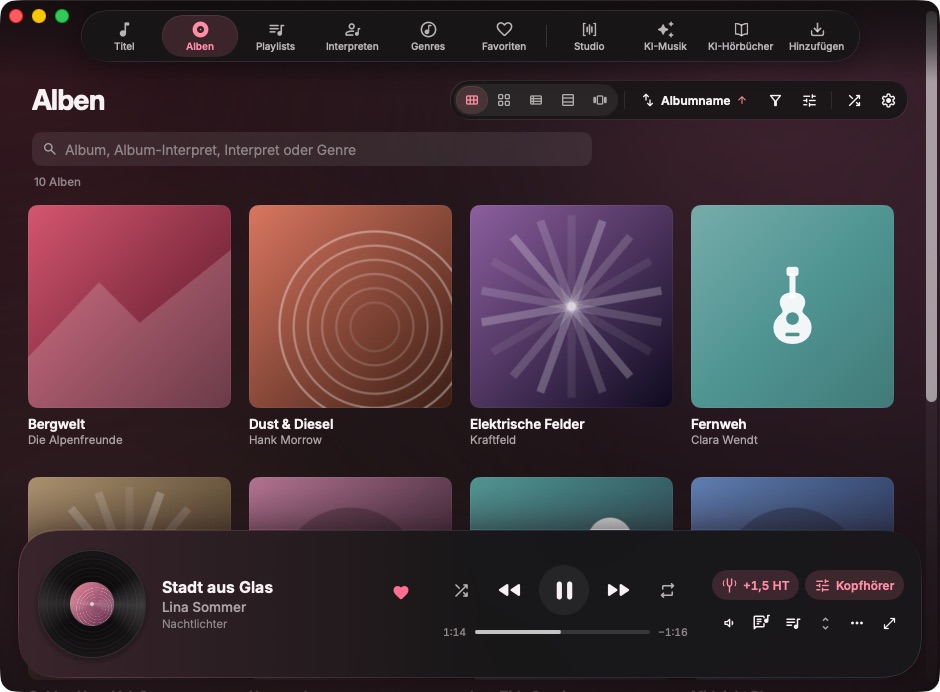 Titel
Alben
Playlists
Interpreten
Genres
Favoriten
Studio
KI-Musik
KI-Hörbücher
Hinzufügen
Alben
Albumname
Album, Album-Interpret, Interpret oder Genre
10 Alben
Bergwelt
Die Alpenfreunde
Dust & Diesel
Hank Morrow
Elektrische Felder
Kraftfeld
Fernweh
Clara Wendt
Stadt aus Glas
Lina Sommer
Nachtlichter
1:14
−1:16
+1,5 HT
Kopfhörer